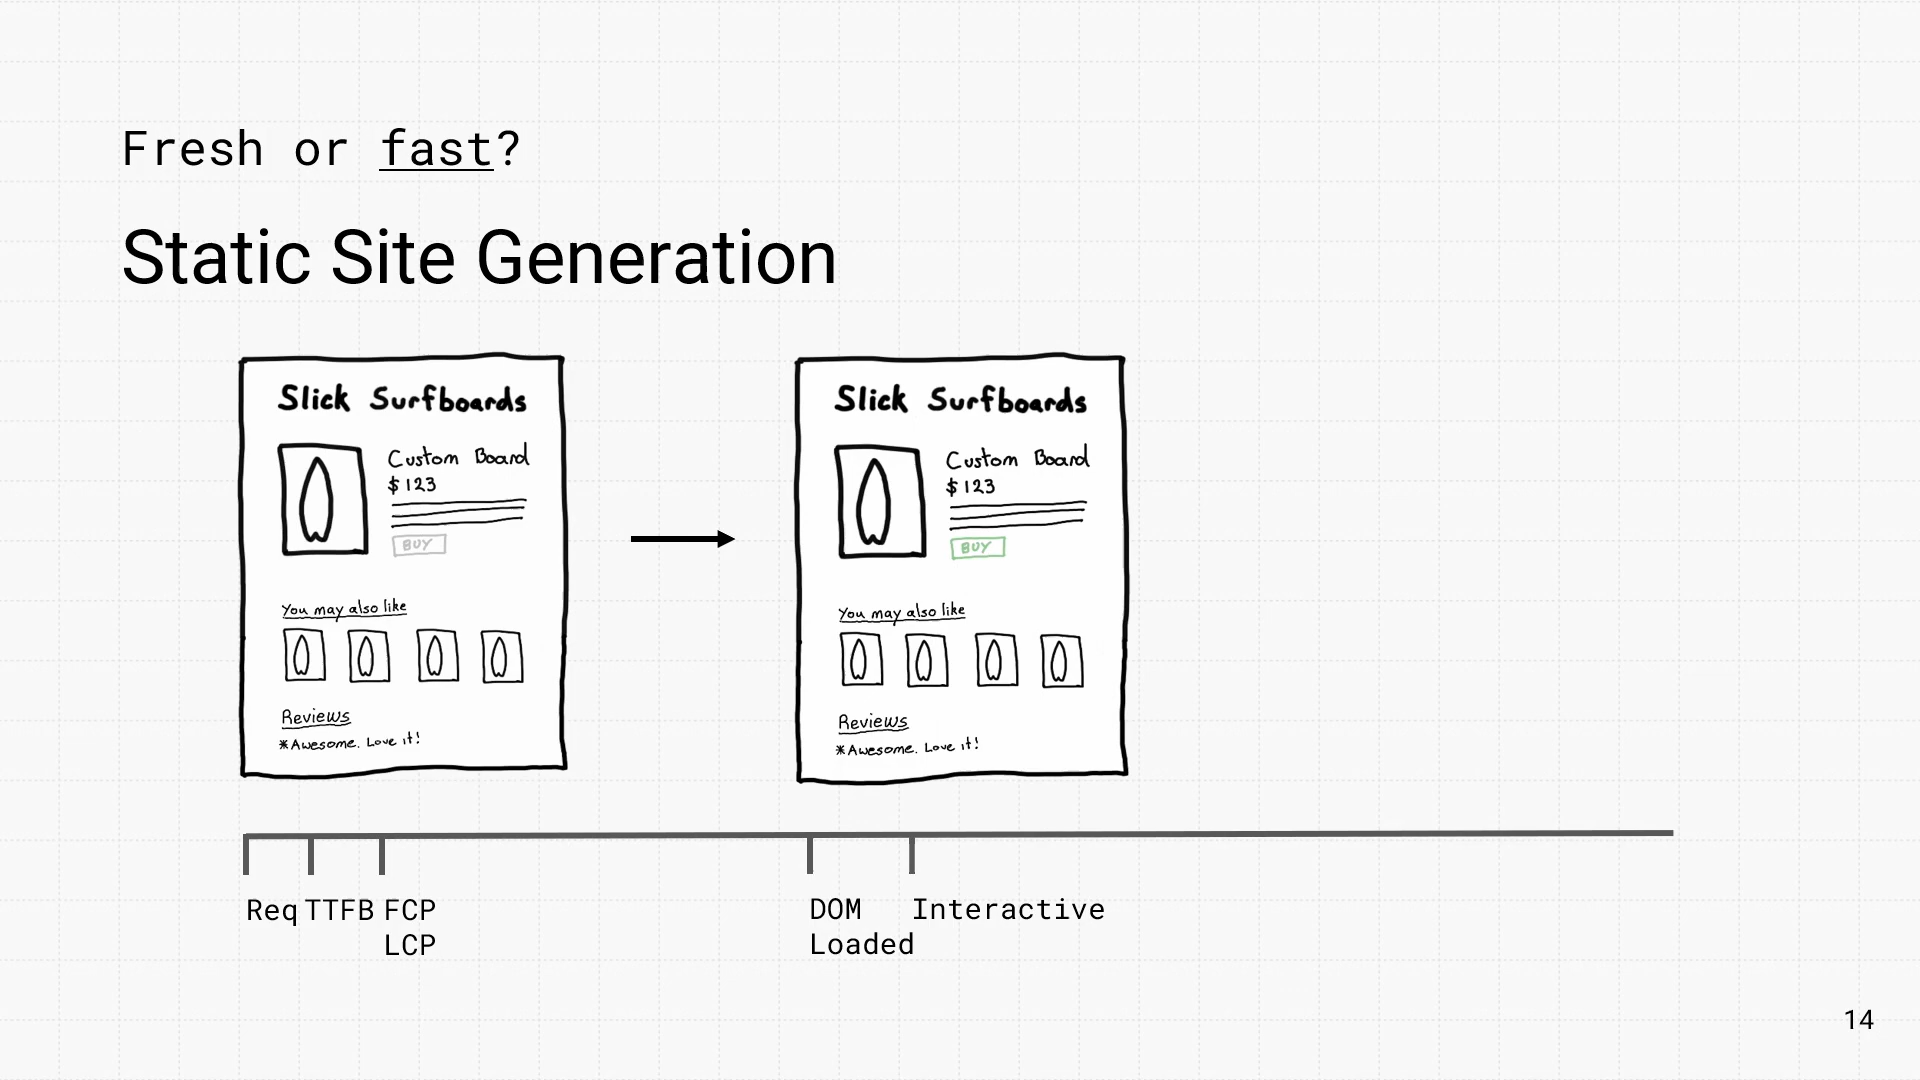 Fresh or fast?
Static Site Generation
Slick Surfboards
Custom Board
$123
BUY
You may also like
Reviews
*Awesome. Love it!
Slick Surfboards
Custom Board
$123
BUY
You may also like
Reviews
*Awesome. Love it!
Req TTFB FCP
LCP
DOM Interactive
Loaded
14